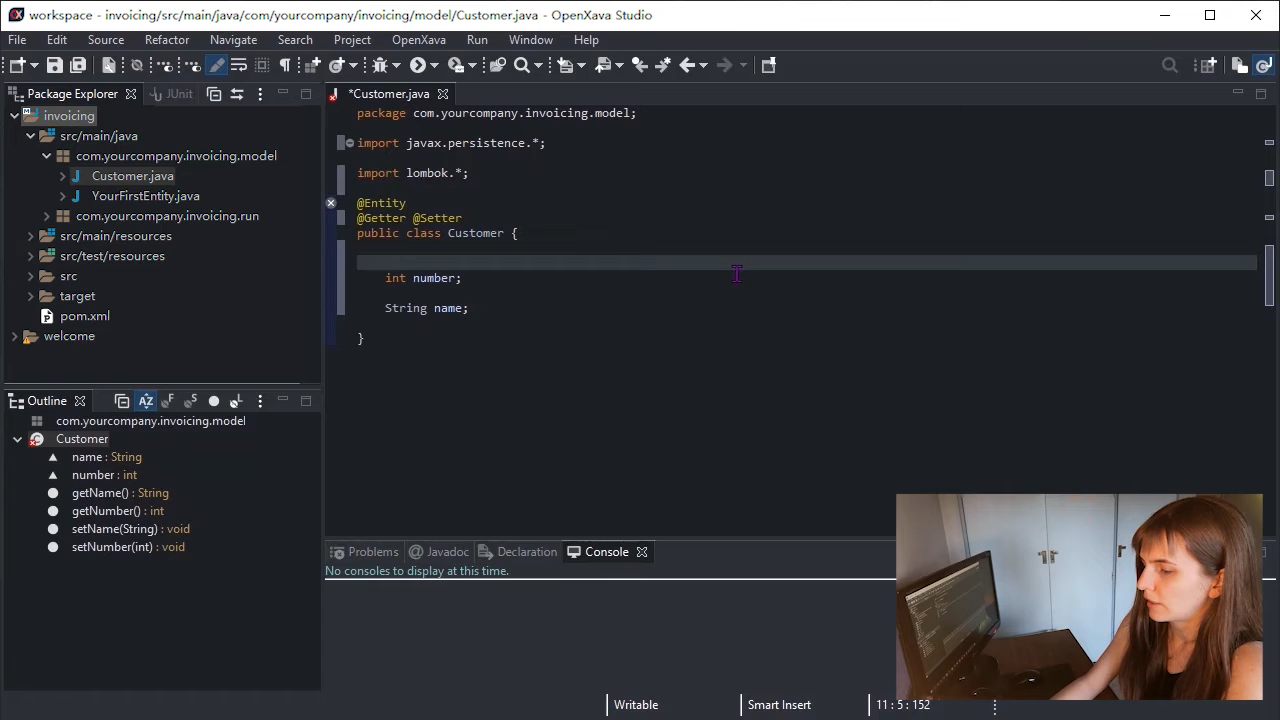 workspace - invoicing/src/main/java/com/yourcompany/invoicing/model/Customer.java - OpenXava Studio
File Edit Source Refactor Navigate Search Project OpenXava Run Window Help
Package Explorer
JUnit
invoicing
src/main/java
com.yourcompany.invoicing.model
Customer.java
YourFirstEntity.java
com.yourcompany.invoicing.run
src/main/resources
src/test/resources
src
target
pom.xml
welcome
Outline
com.yourcompany.invoicing.model
Customer
name : String
number : int
getName() : String
getNumber() : int
setName(String) : void
setNumber(int) : void
*Customer.java
package com.yourcompany.invoicing.model;
import javax.persistence.*;
import lombok.*;
@Entity
@Getter @Setter
public class Customer {
int number;
String name;
}
Problems @ Javadoc Declaration Console
No consoles to display at this time.
Writable Smart Insert 11 : 5 : 152